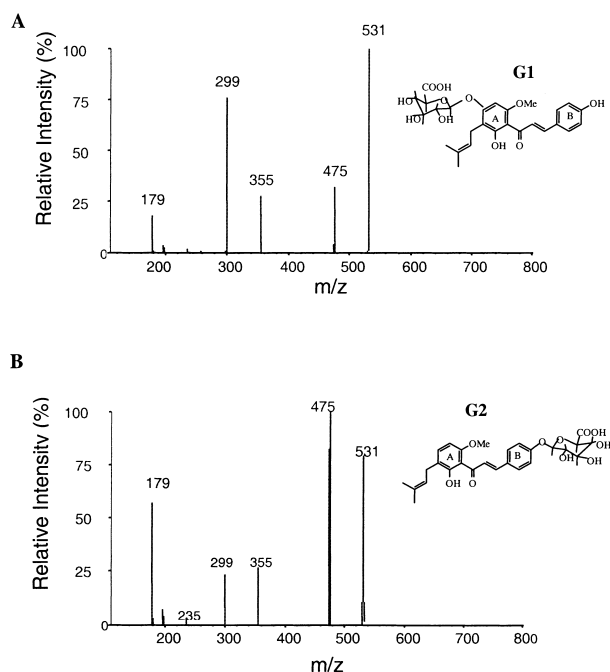 A
Relative Intensity (%)
100
75
50
25
0
531
299
475
355
179
200
300
400
500
600
700
800
m/z
G1
COOH
O
O
HO
HO
OH
OMe
A
B
OH
OH
O
B
Relative Intensity (%)
100
75
50
25
0
475
531
179
299
355
235
200
300
400
500
600
700
800
m/z
G2
OMe
A
OH
O
B
O
O
COOH
OH
OH
OH